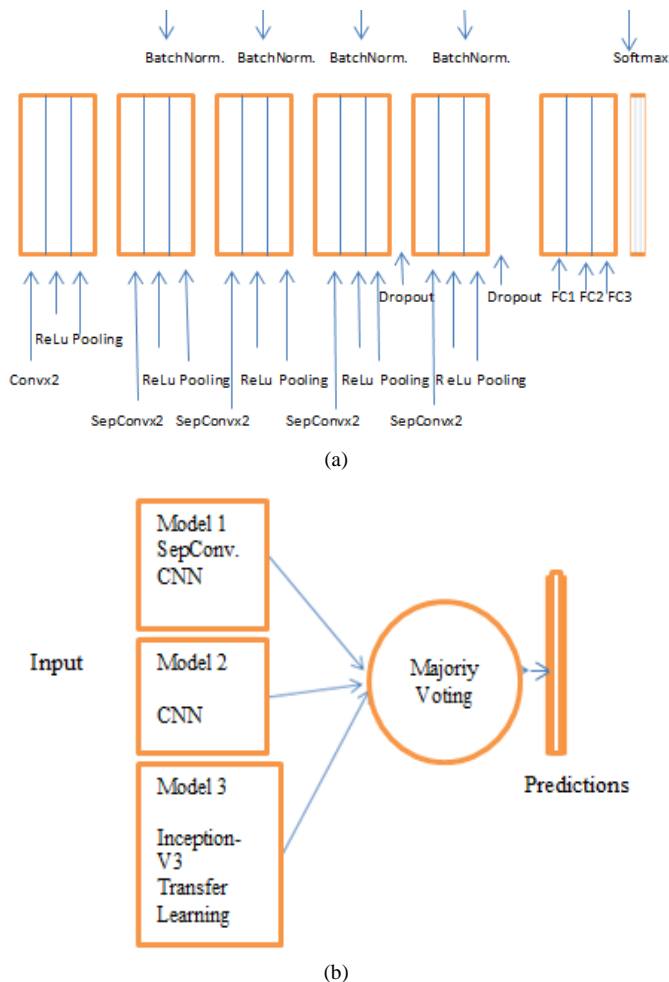 BatchNorm. BatchNorm. BatchNorm. BatchNorm. Softmax
Dropout Dropout FC1 FC2 FC3
ReLu Pooling
Convx2 ReLu Pooling ReLu Pooling ReLu Pooling ReLu Pooling
SepConvx2 SepConvx2 SepConvx2 SepConvx2
(a)
Model 1
SepConv.
CNN
Input
Model 2
CNN
Majoriy
Voting
Model 3
Inception-
V3
Transfer
Learning
Predictions
(b)